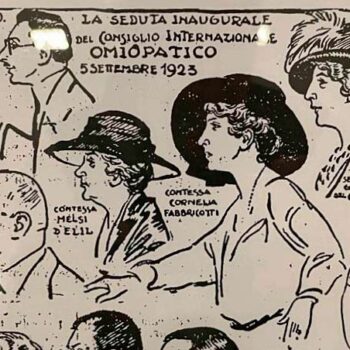 LA SEDUTA INAUGURALE
DEL CONSIGLIO INTERNAZIONALE
OMIOPATICO
5 SETTEMBRE 1923
CONTESSA
MELSI
D'ELIL
CONTESSA
CORNELIA
FABBRICOTTI